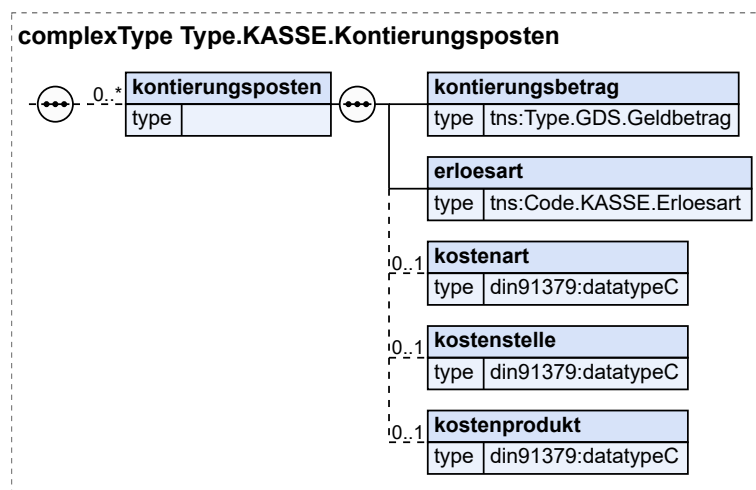 complexType Type.KASSE.Kontierungsposten
0..*
kontierungsposten
type
kontierungsbetrag
type tns:Type.GDS.Geldbetrag
erloesart
type tns:Code.KASSE.Erloesart
0..1
kostenart
type din91379:datatypeC
0..1
kostenstelle
type din91379:datatypeC
0..1
kostenprodukt
type din91379:datatypeC